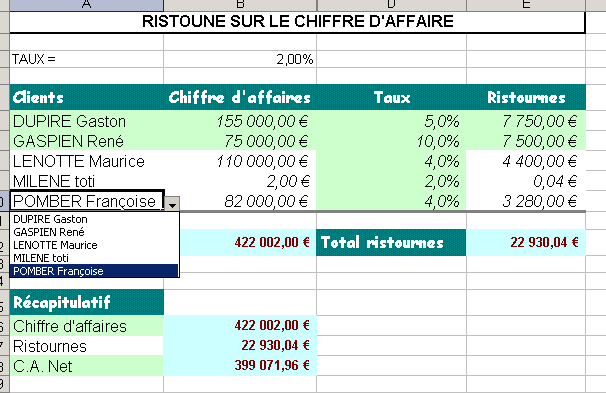 A B D E
RISTOUNE SUR LE CHIFFRE D'AFFAIRE
TAUX = 2,00%
Clients Chiffre d'affaires Taux Ristournes
DUPIRE Gaston 155 000,00 € 5,0% 7 750,00 €
GASPIEN René 75 000,00 € 10,0% 7 500,00 €
LENOTTE Maurice 110 000,00 € 4,0% 4 400,00 €
MILENE toti 2,00 € 2,0% 0,04 €
POMBER Françoise 82 000,00 € 4,0% 3 280,00 €
DUPIRE Gaston
GASPIEN René
LENOTTE Maurice
MILENE toti
POMBER Françoise
422 002,00 € Total ristournes 22 930,04 €
Récapitulatif
Chiffre d'affaires 422 002,00 €
Ristournes 22 930,04 €
C.A. Net 399 071,96 €